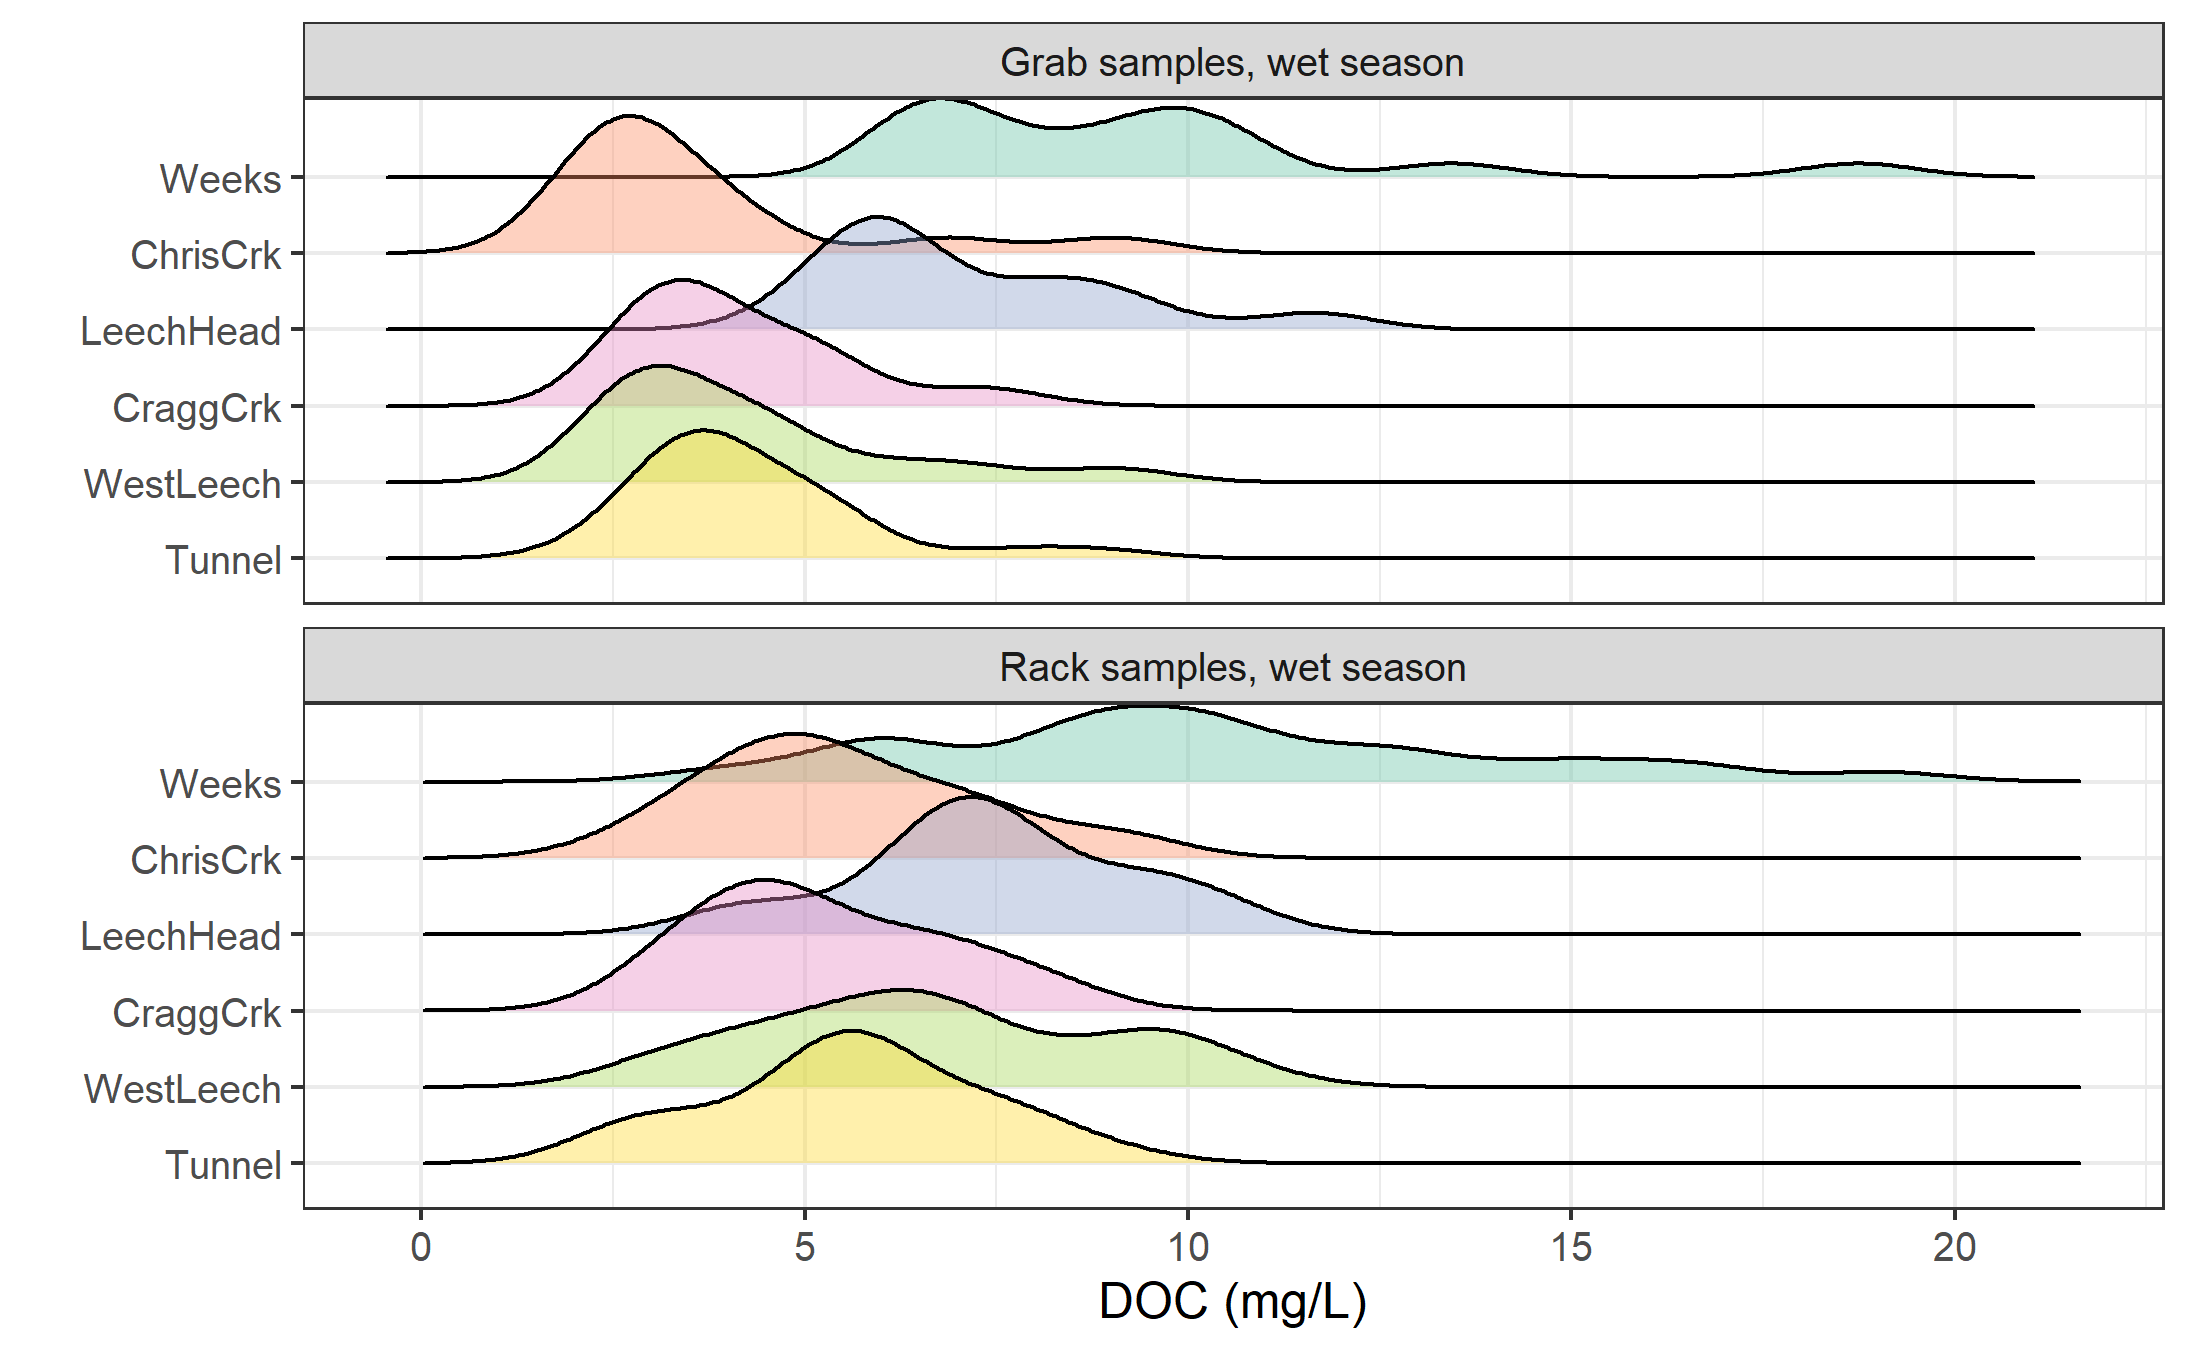 Grab samples, wet season
Weeks
ChrisCrk
LeechHead
CraggCrk
WestLeech
Tunnel
Rack samples, wet season
Weeks
ChrisCrk
LeechHead
CraggCrk
WestLeech
Tunnel
0 5 10 15 20
DOC (mg/L)